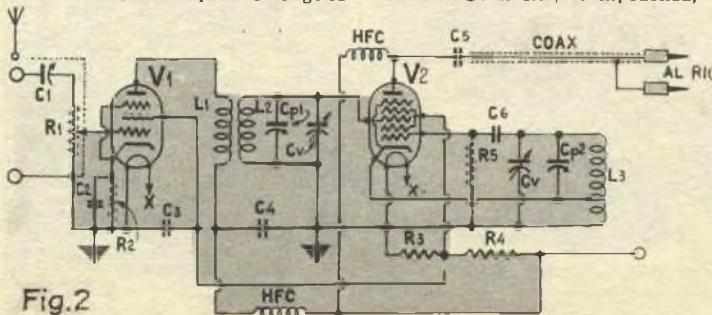 HFC
C5
COAX
V1
V2
C1
L1
L2
Cp1
AL RIC
C6
R1
Cv
R5
Cv
Cp2
L3
C2
X
X
C3
C4
R2
R3
R4
Fig.2
HFC